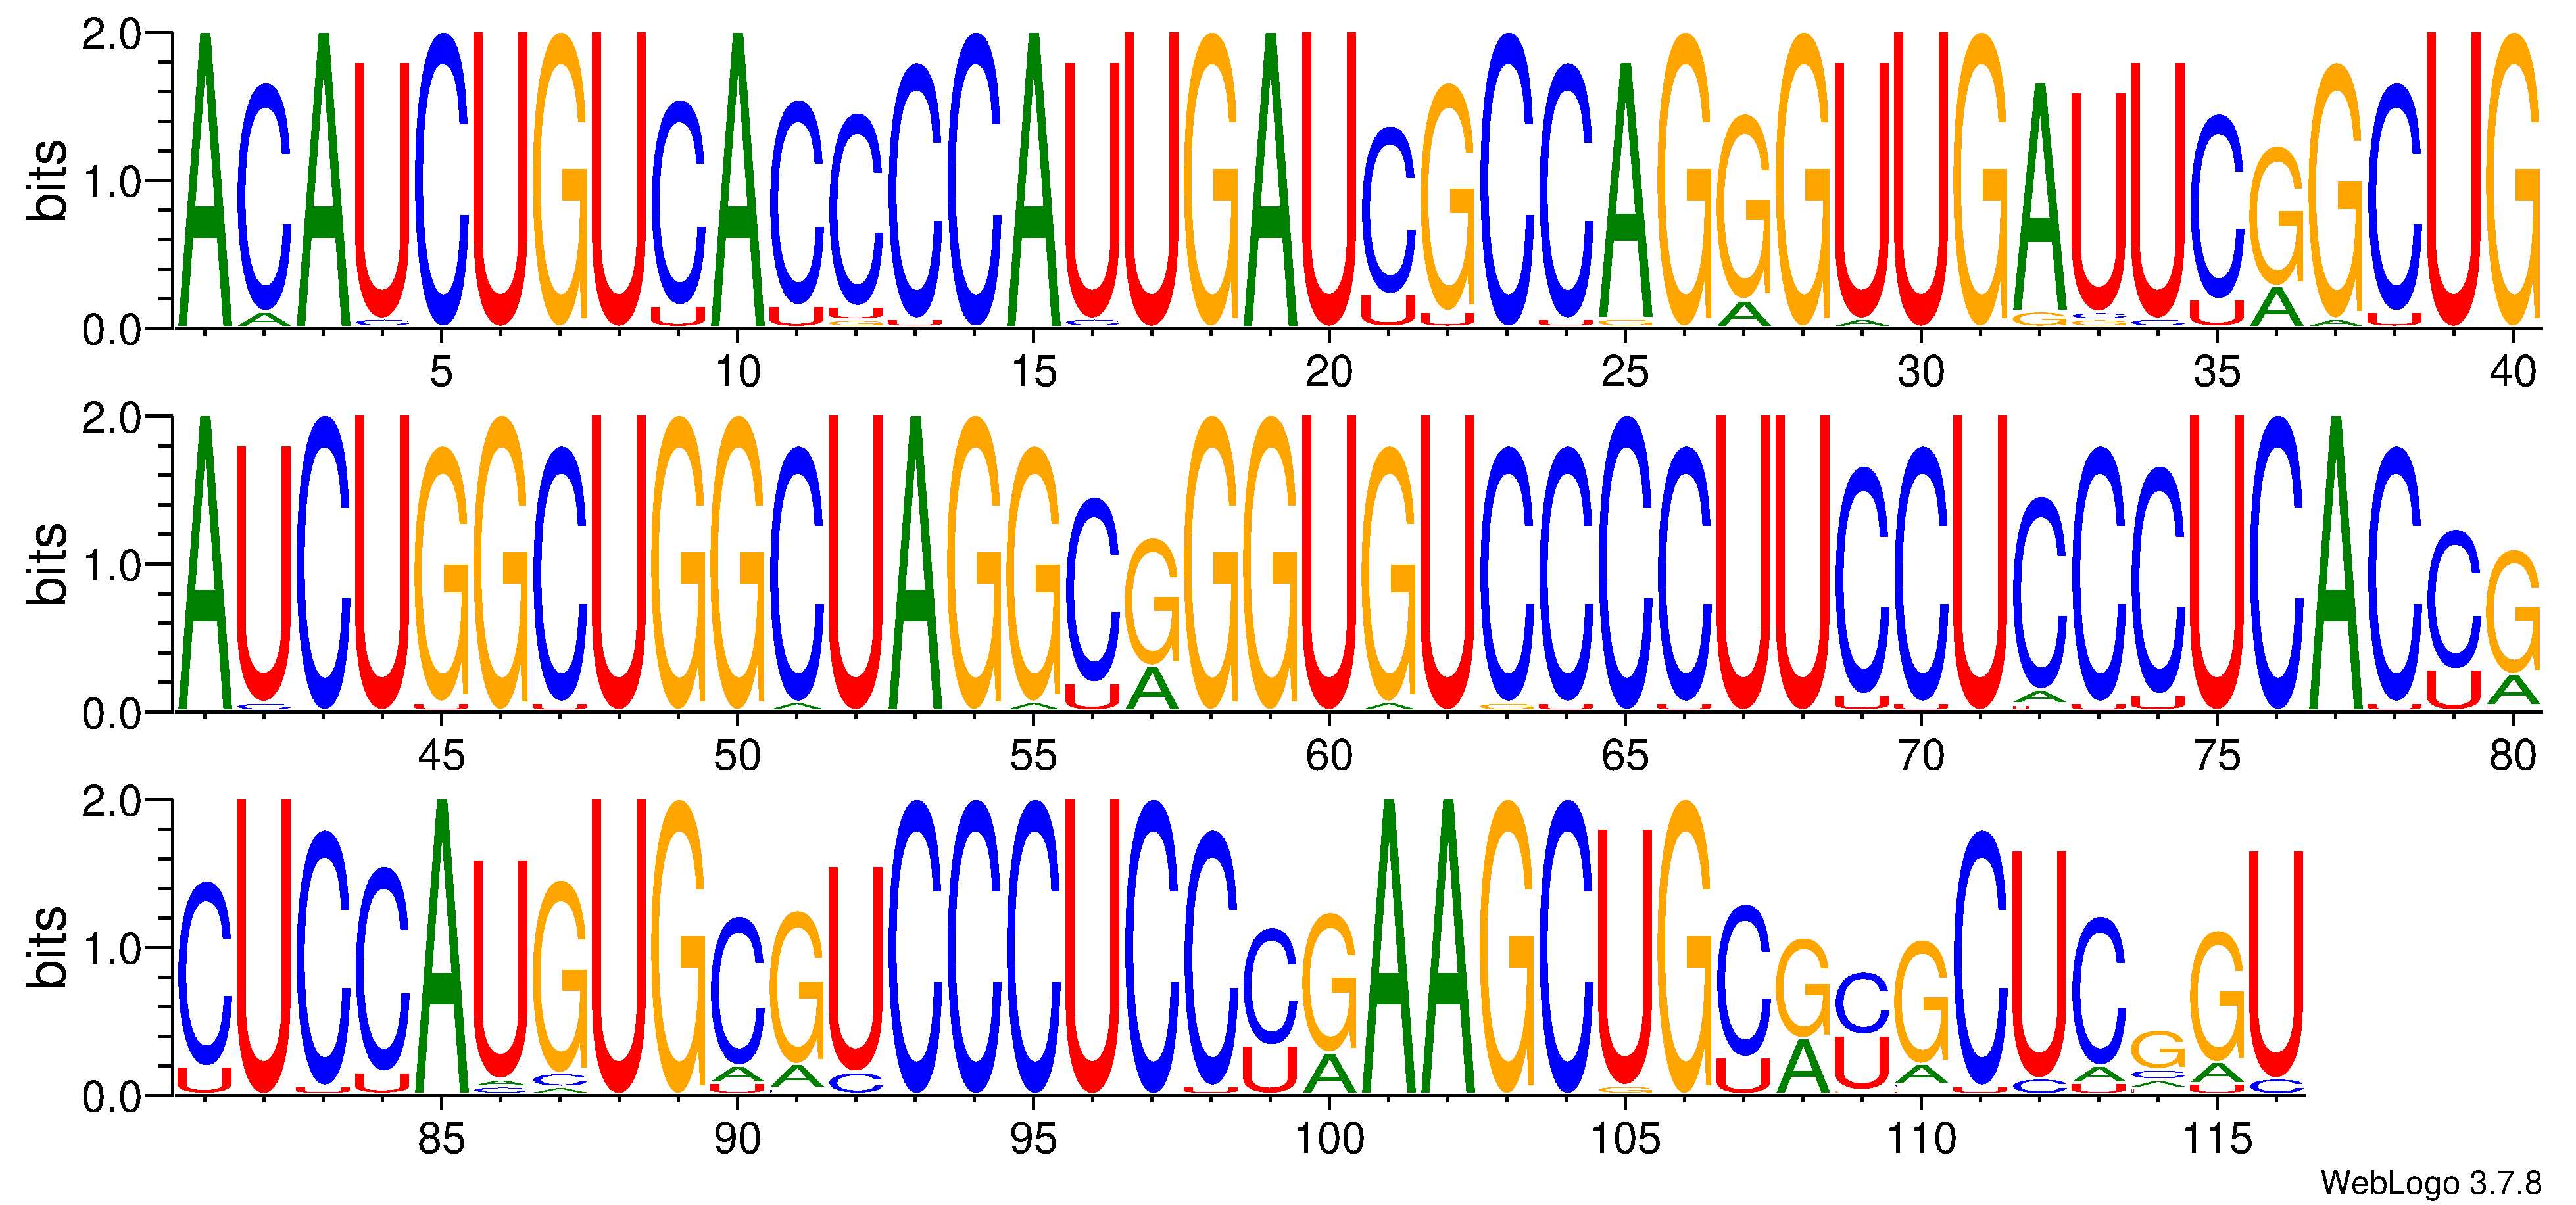 2.0
1.0
0.0
bits
ACAUCUGUCACCCCAUUGAUCGCCAGGGUUGAUUCGGCUG
5 10 15 20 25 30 35 40
2.0
1.0
0.0
bits
AUCUGGCUGGCUAGGCGGGUGUCCCCUUCCUCCCUCACCG
45 50 55 60 65 70 75 80
2.0
1.0
0.0
bits
CUCCAUGUGCGUCCCUCCCGAAGCUGCGCGCUCGGU
85 90 95 100 105 110 115
WebLogo 3.7.8